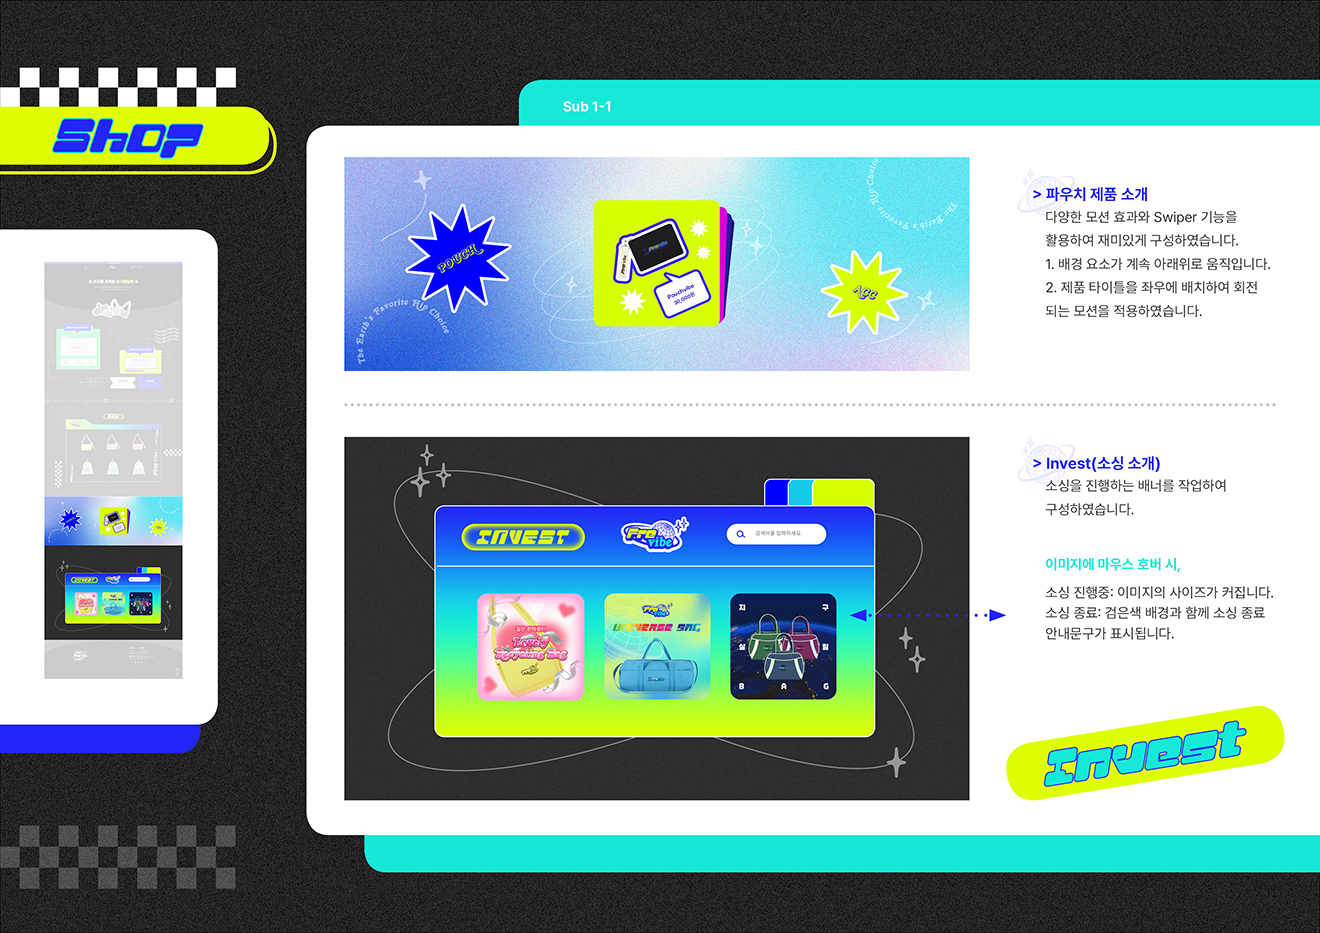 Shop
Sub 1-1
The Earth's Favorite Hip Choice
POUCH
Provibe
Provibe
Pouchvibe
30,000원
ACC
The Earth's Favorite Hip Choice
> 파우치 제품 소개
다양한 모션 효과와 Swiper 기능을
활용하여 재미있게 구성하였습니다.
1. 배경 요소가 계속 아래위로 움직입니다.
2. 제품 타이틀을 좌우에 배치하여 회전
되는 모션을 적용하였습니다.
INVEST
Pro
vibe
검색어를 입력하세요
Lovely
Recycling Bag
Pro
vibe
UNIVERSE BAG
지 구
살 림
B A G
> Invest(소싱 소개)
소싱을 진행하는 배너를 작업하여
구성하였습니다.
이미지에 마우스 호버 시,
소싱 진행중: 이미지의 사이즈가 커집니다.
소싱 종료: 검은색 배경과 함께 소싱 종료
안내문구가 표시됩니다.
Invest